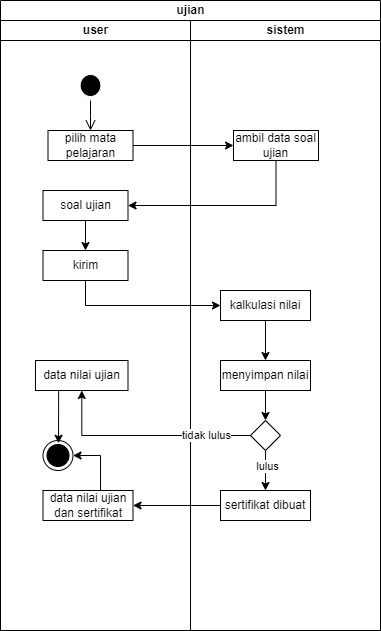 ujian
user
sistem
pilih mata
pelajaran
ambil data soal
ujian
soal ujian
kirim
kalkulasi nilai
data nilai ujian
menyimpan nilai
tidak lulus
lulus
data nilai ujian
dan sertifikat
sertifikat dibuat